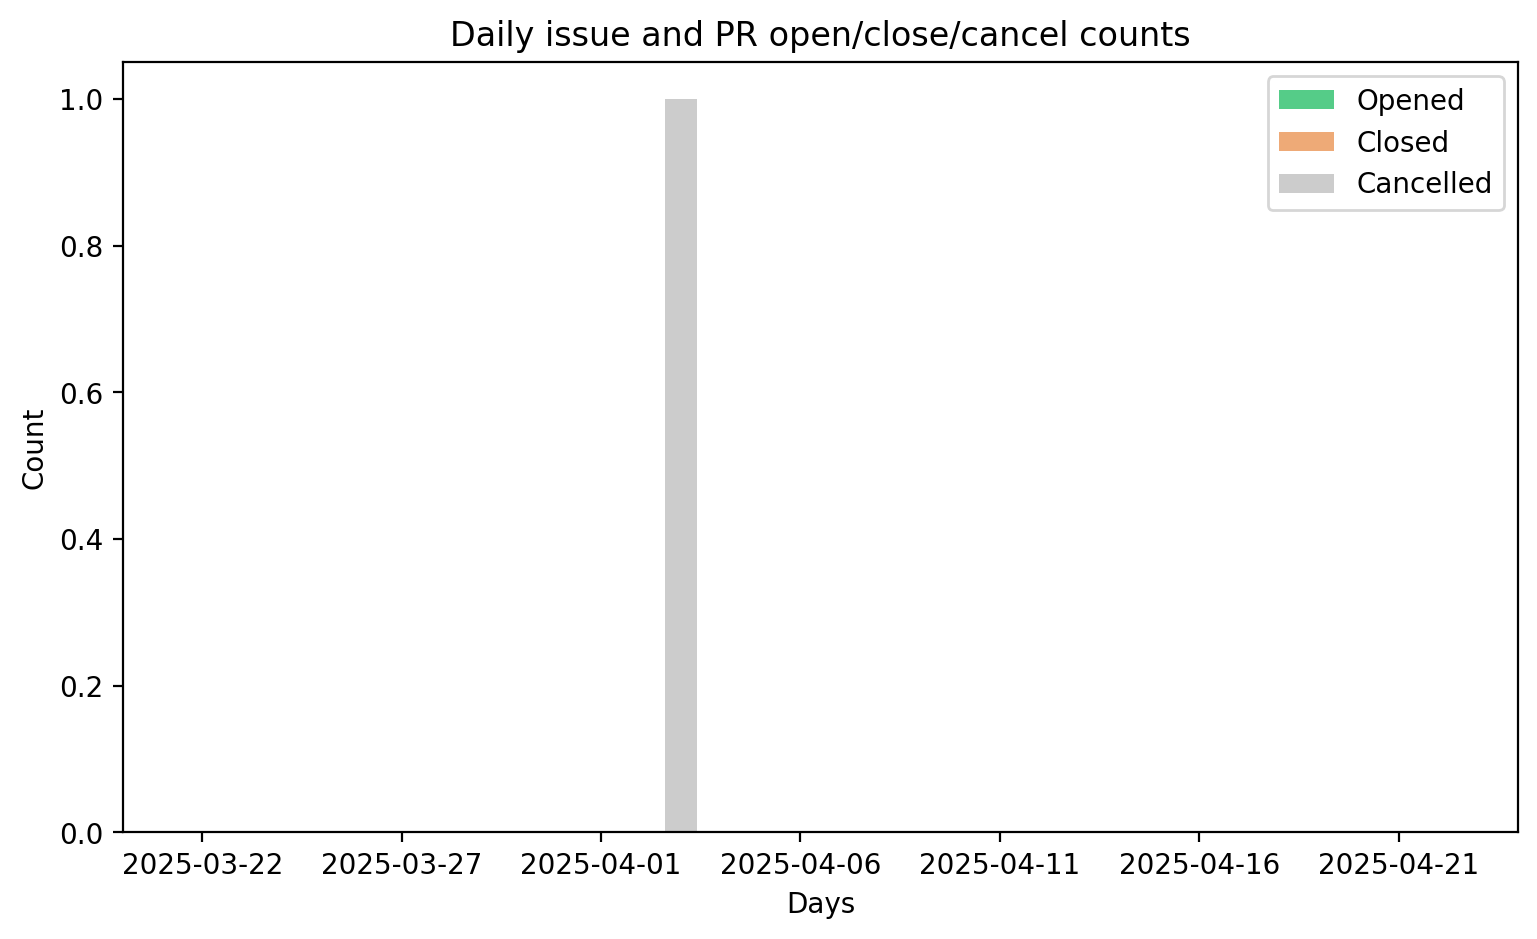 Daily issue and PR open/close/cancel counts
Opened
Closed
Cancelled
Count
1.0
0.8
0.6
0.4
0.2
0.0
2025-03-22 2025-03-27 2025-04-01 2025-04-06 2025-04-11 2025-04-16 2025-04-21
Days